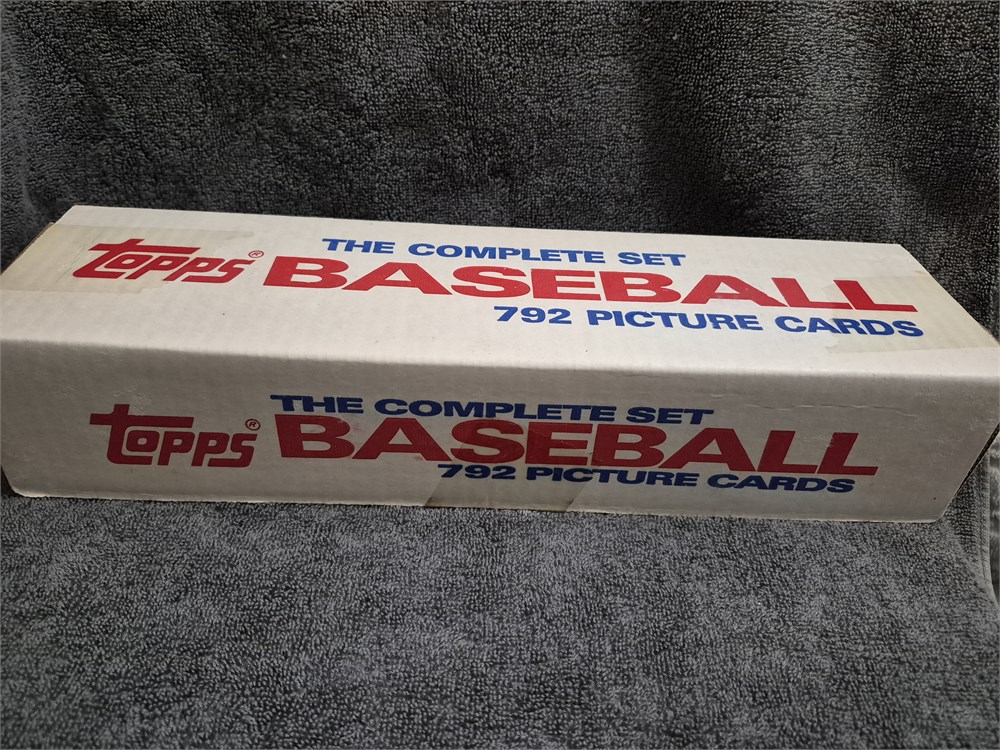 THE COMPLETE SET
TOPPS® BASEBALL
792 PICTURE CARDS
THE COMPLETE SET
TOPPS® BASEBALL
792 PICTURE CARDS